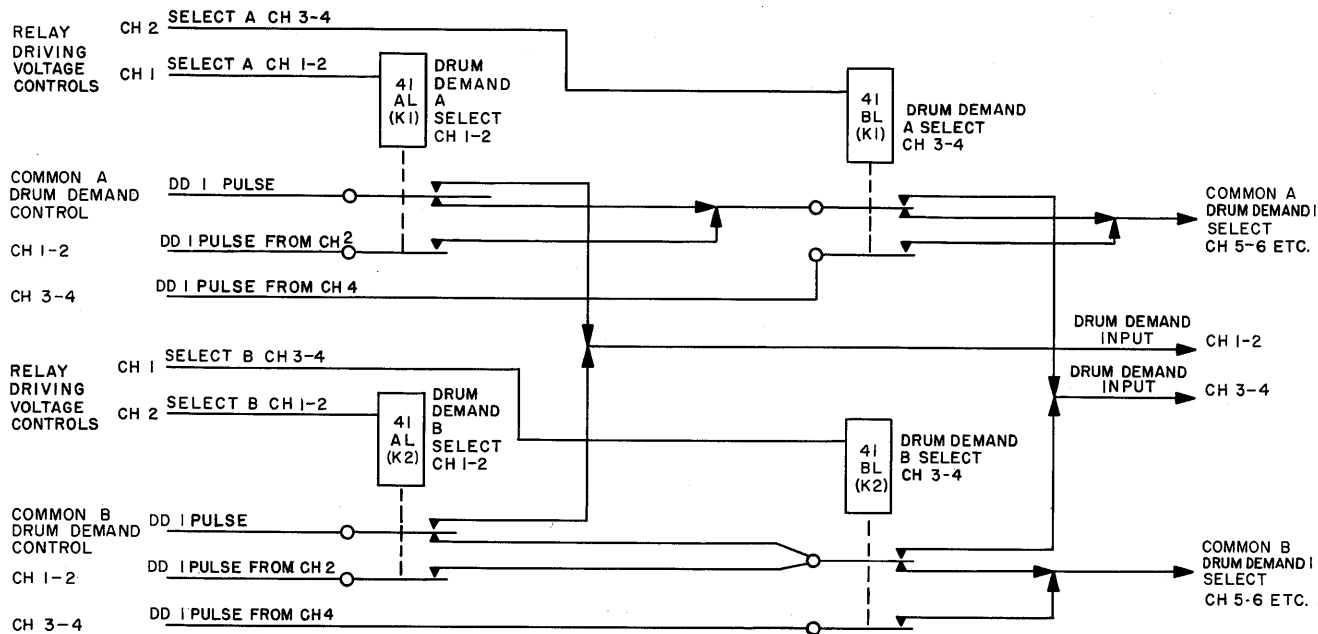 RELAY
DRIVING
VOLTAGE
CONTROLS
CH 2
SELECT A CH 3-4
CH 1
SELECT A CH 1-2
41
AL
(K1)
DRUM
DEMAND
A
SELECT
CH 1-2
41
BL
(K1)
DRUM DEMAND
A SELECT
CH 3-4
COMMON A
DRUM DEMAND
CONTROL
DD 1 PULSE
CH 1-2
DD 1 PULSE FROM CH 2
CH 3-4
DD 1 PULSE FROM CH 4
COMMON A
DRUM DEMAND 1
SELECT
CH 5-6 ETC.
DRUM DEMAND
INPUT
CH 1-2
DRUM DEMAND
INPUT
CH 3-4
RELAY
DRIVING
VOLTAGE
CONTROLS
CH 1
SELECT B CH 3-4
CH 2
SELECT B CH 1-2
41
AL
(K2)
DRUM
DEMAND
B
SELECT
CH 1-2
41
BL
(K2)
DRUM DEMAND
B SELECT
CH 3-4
COMMON B
DRUM DEMAND
CONTROL
DD 1 PULSE
CH 1-2
DD 1 PULSE FROM CH 2
CH 3-4
DD 1 PULSE FROM CH 4
COMMON B
DRUM DEMAND 1
SELECT
CH 5-6 ETC.